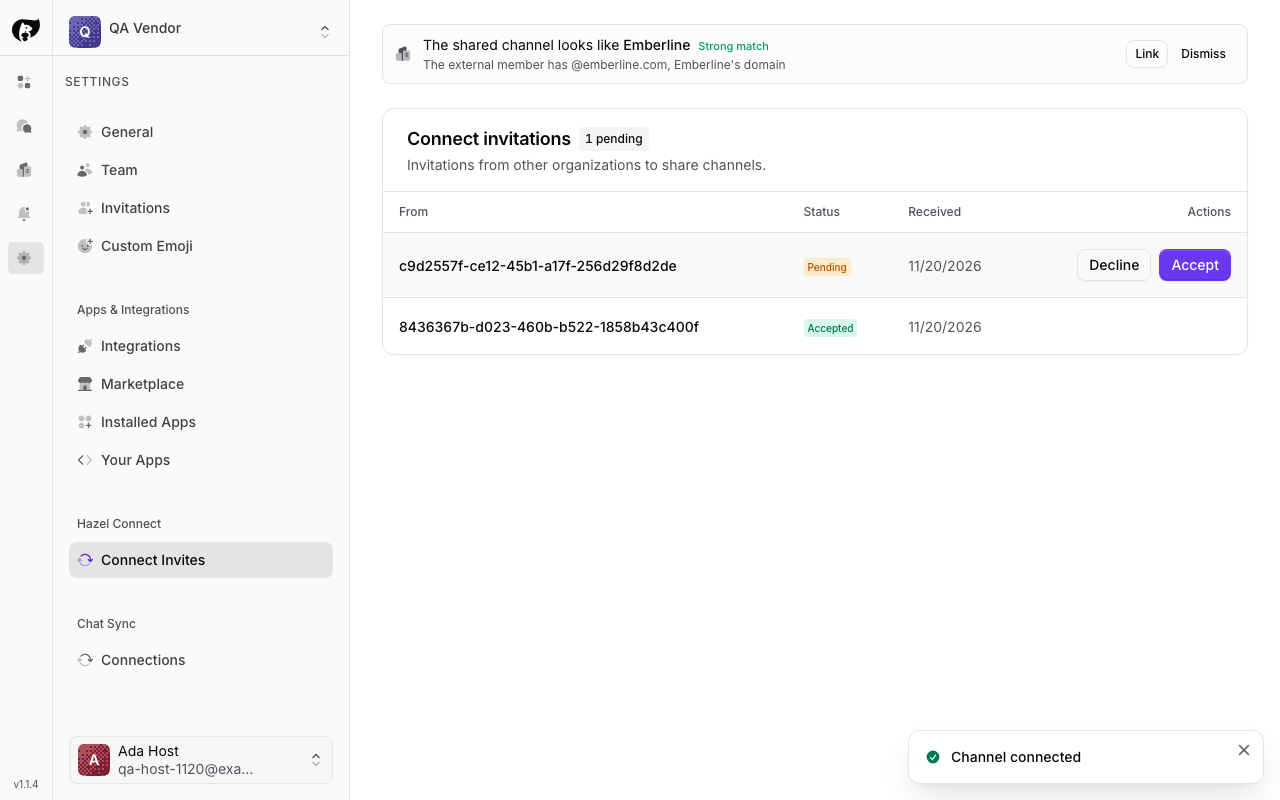 Q
QA Vendor
SETTINGS
General
Team
Invitations
Custom Emoji
Apps & Integrations
Integrations
Marketplace
Installed Apps
Your Apps
Hazel Connect
Connect Invites
Chat Sync
Connections
A
Ada Host
qa-host-1120@exa...
v1.1.4
The shared channel looks like Emberline Strong match
The external member has @emberline.com, Emberline's domain
Link
Dismiss
Connect invitations 1 pending
Invitations from other organizations to share channels.
From Status Received Actions
c9d2557f-ce12-45b1-a17f-256d29f8d2de Pending 11/20/2026 Decline Accept
8436367b-d023-460b-b522-1858b43c400f Accepted 11/20/2026
Channel connected